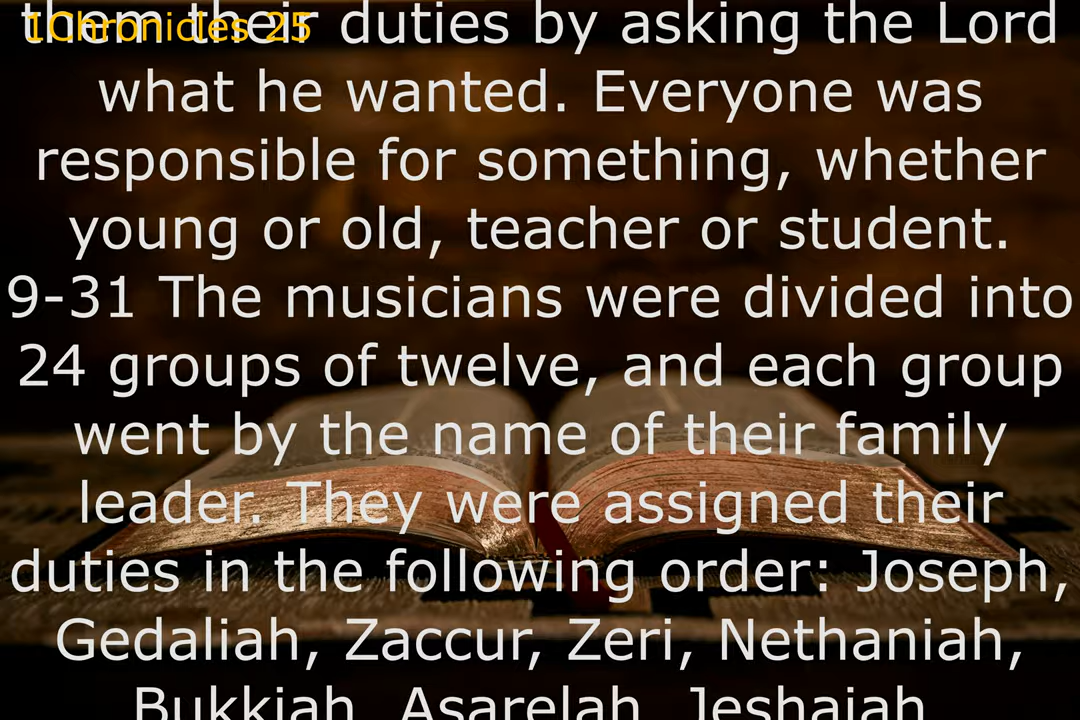 1Chronicles 25
them their duties by asking the Lord
what he wanted. Everyone was
responsible for something, whether
young or old, teacher or student.
9-31 The musicians were divided into
24 groups of twelve, and each group
went by the name of their family
leader. They were assigned their
duties in the following order: Joseph,
Gedaliah, Zaccur, Zeri, Nethaniah,
Bukkiah, Asarelah, Jeshaiah,